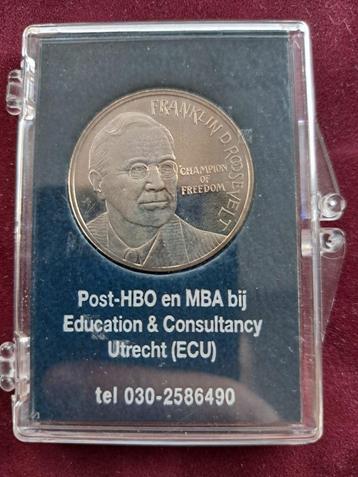 FRANKLIN D. ROOSEVELT
CHAMPION
OF
FREEDOM
Post-HBO en MBA bij
Education & Consultancy
Utrecht (ECU)
tel 030-2586490